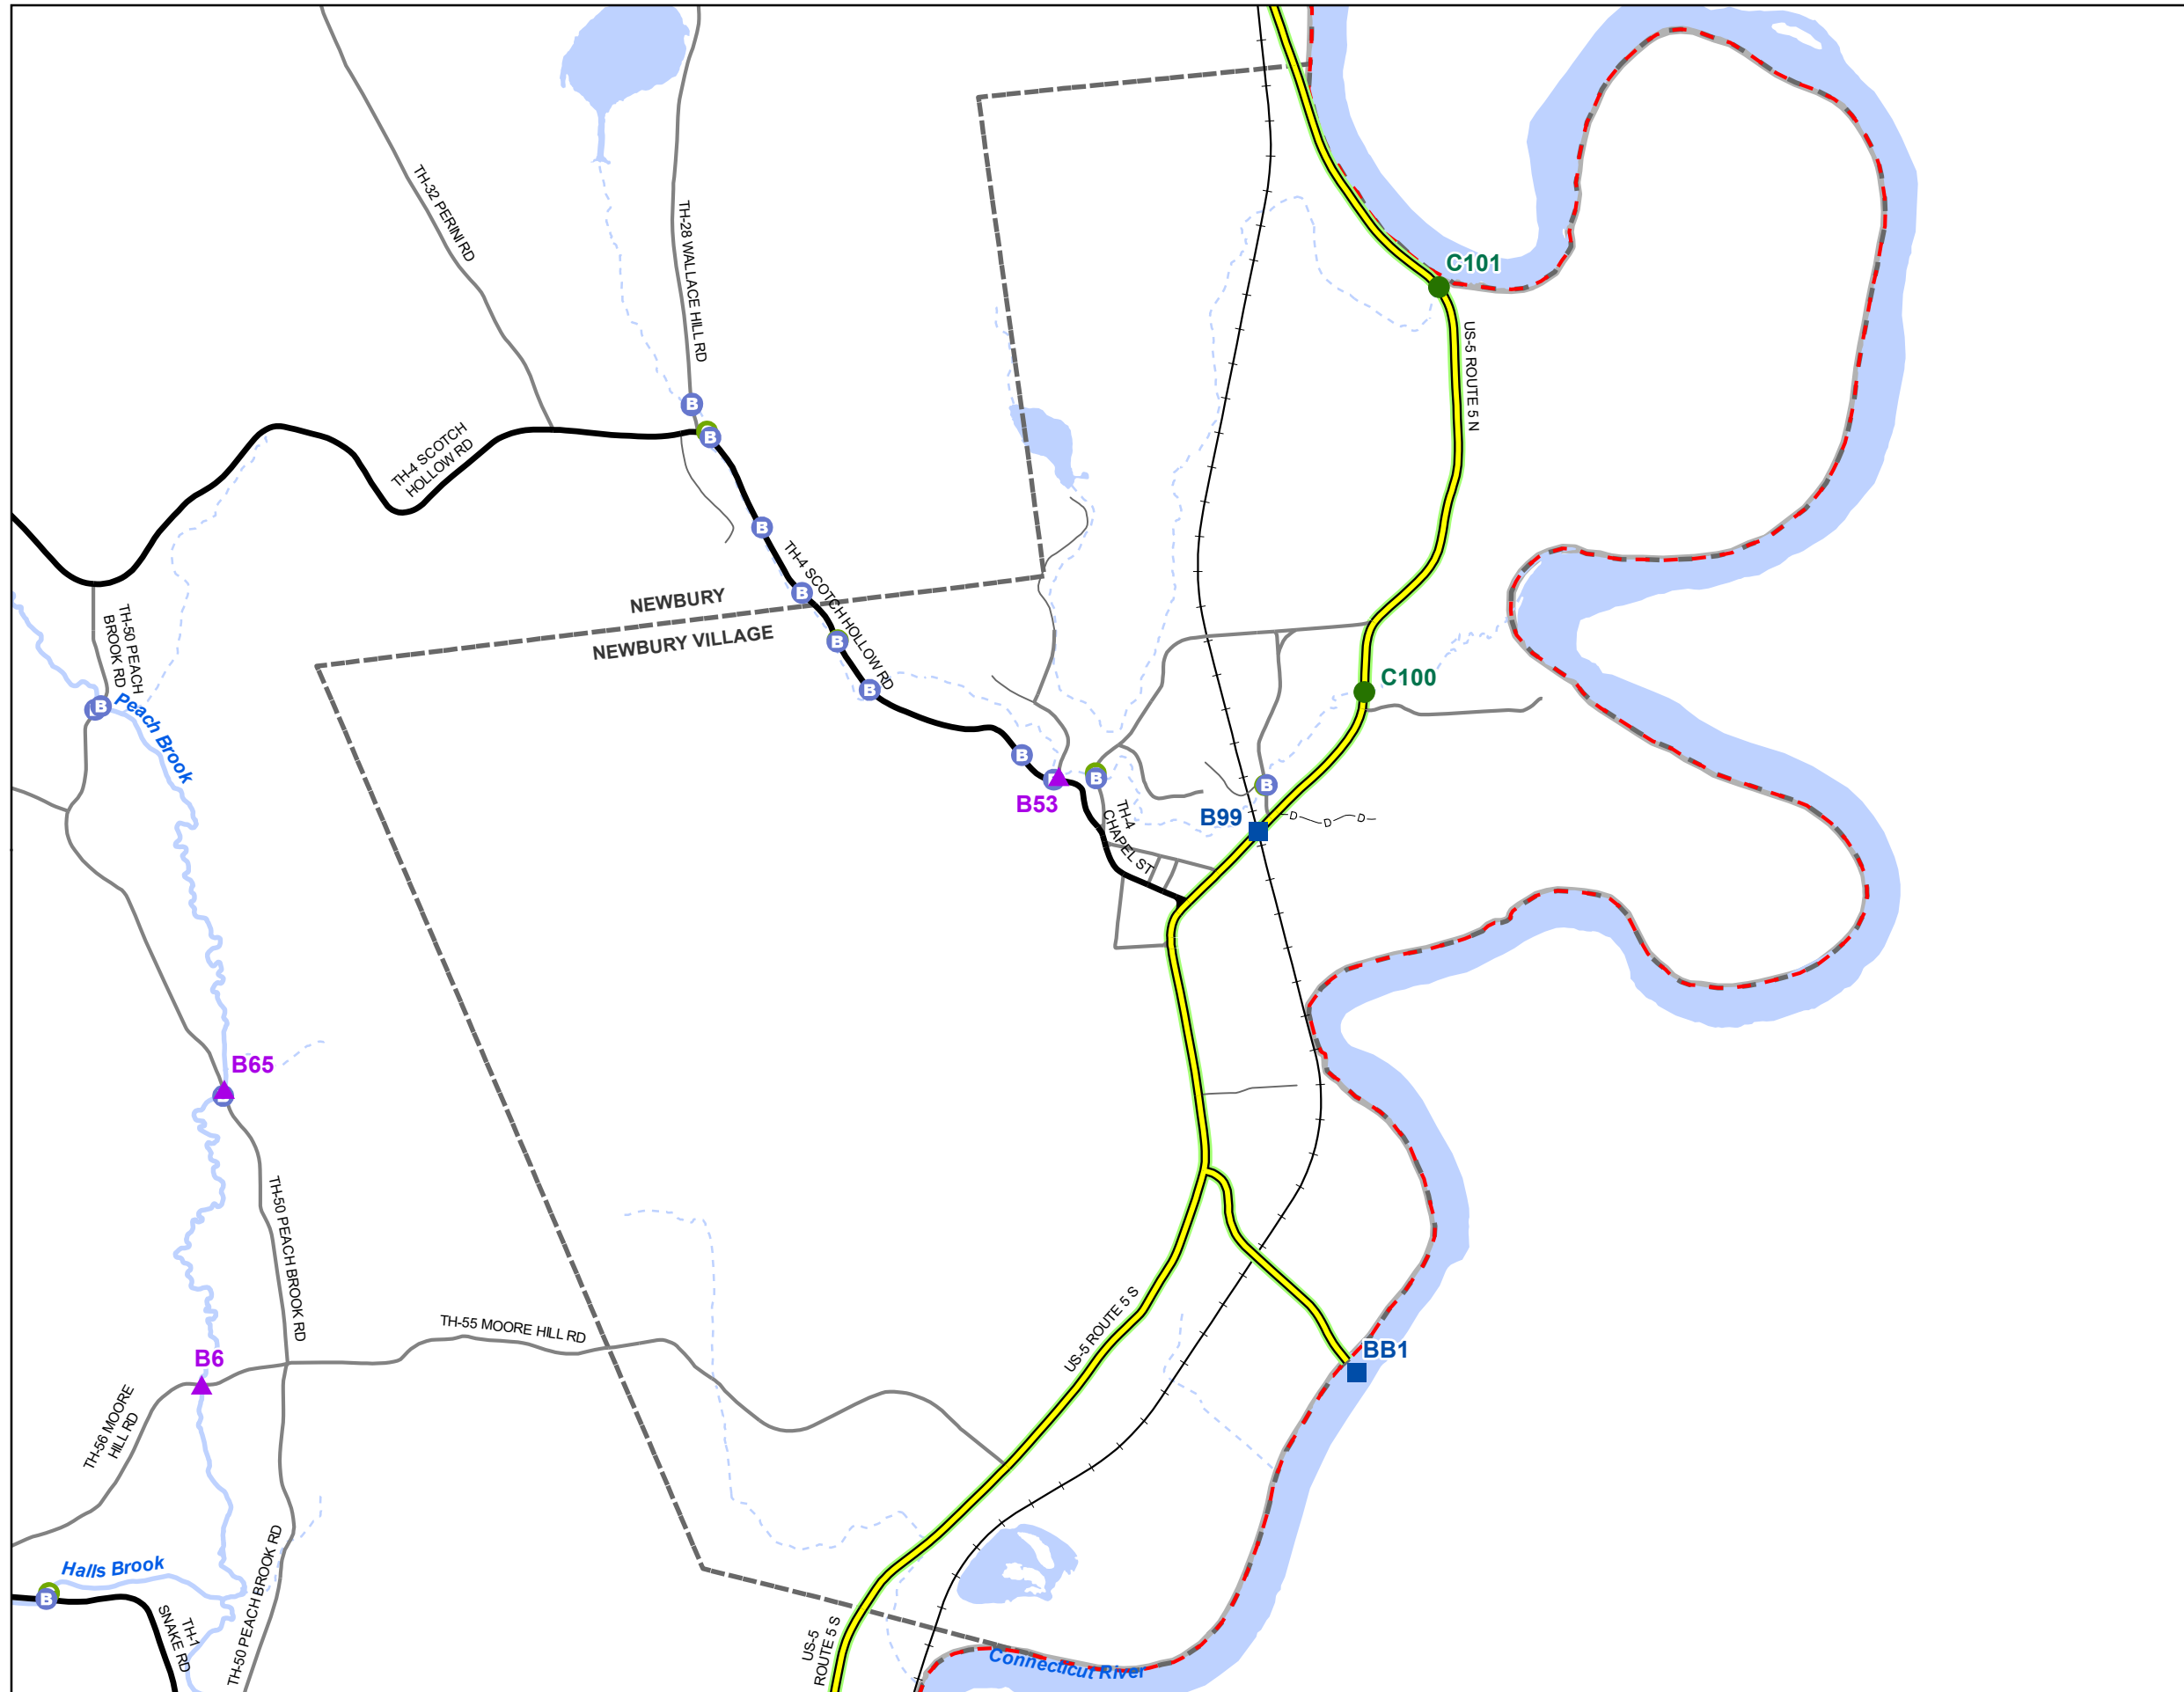 TH-32 PERINI RD
TH-28 WALLACE HILL RD
C101
US-5 ROUTE 5 N
B
B
TH-4 SCOTCH
HOLLOW RD
B
TH-4 SCOTCH HOLLOW RD
B
NEWBURY
NEWBURY VILLAGE
B
B
TH-50 PEACH
BROOK RD
B
Peach Brook
C100
B
B
B
B53
B99
D
D
D
TH-4
CHAPEL ST
B65
TH-50 PEACH BROOK RD
US-5 ROUTE 5 S
TH-55 MOORE HILL RD
B6
BB1
TH-56 MOORE
HILL RD
Halls Brook
B
TH-1
SNAKE RD
TH-50 PEACH BROOK RD
US-5
ROUTE 5 S
Connecticut River